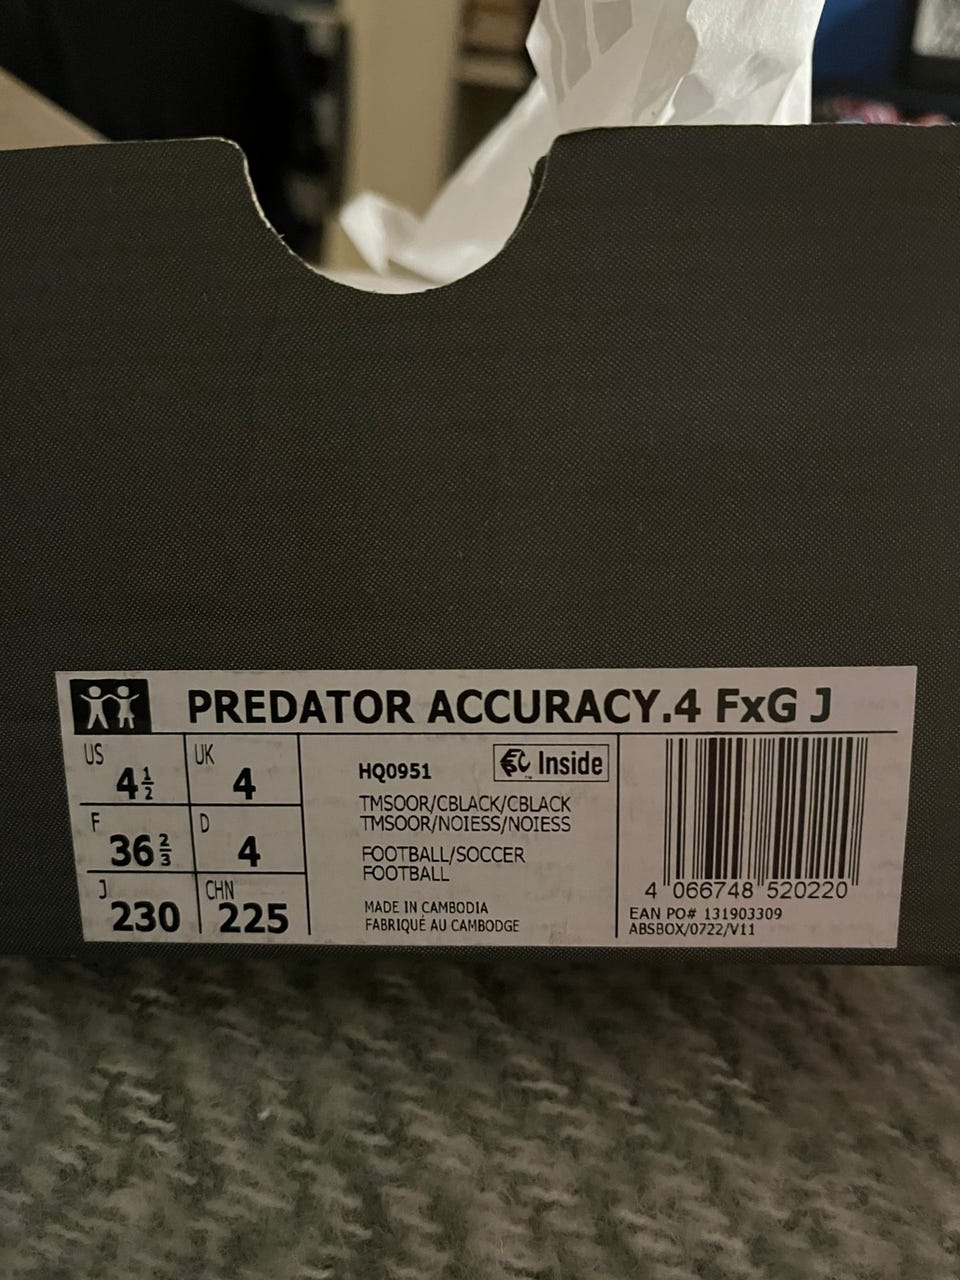 PREDATOR ACCURACY.4 FxG J
US 4½
UK 4
F 36⅔
D 4
J 230
CHN 225
HQ0951
Inside
TMSOOR/CBLACK/CBLACK
TMSOOR/NOIESS/NOIESS
FOOTBALL/SOCCER
FOOTBALL
MADE IN CAMBODIA
FABRIQUÉ AU CAMBODGE
4 066748 520220
EAN PO# 131903309
ABSBOX/0722/V11